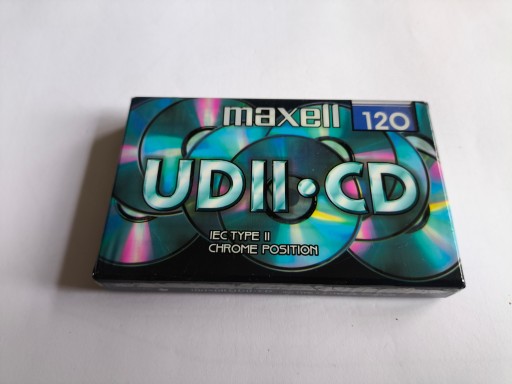 maxell 120
UDII•CD
IEC TYPE II
CHROME POSITION